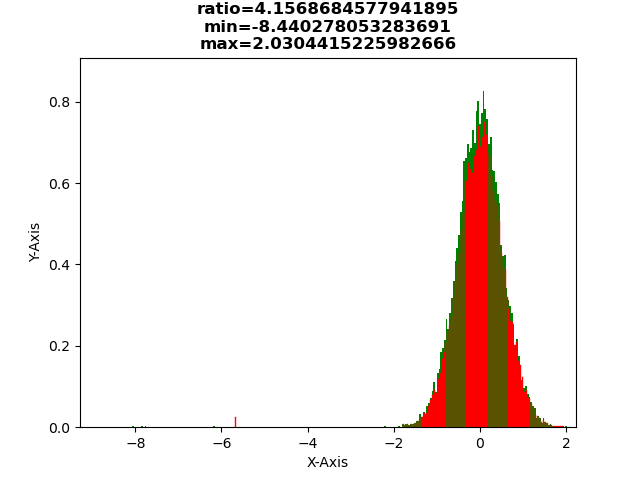 ratio=4.1568684577941895
min=-8.440278053283691
max=2.0304415225982666
0.8
0.6
0.4
0.2
0.0
Y-Axis
−8
−6
−4
−2
0
2
X-Axis